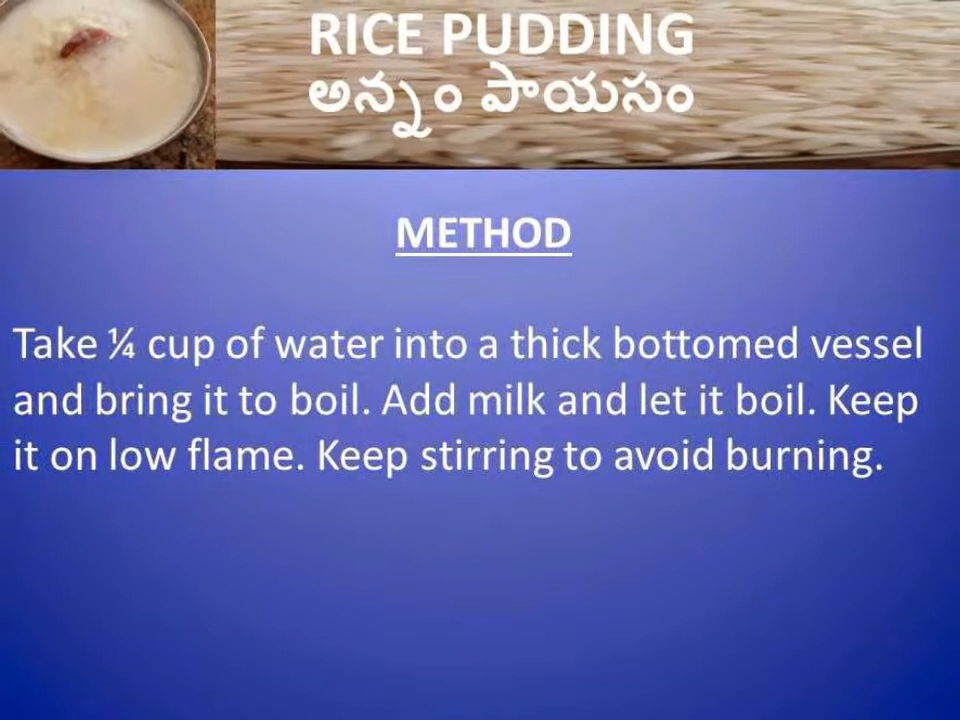 RICE PUDDING
అన్నం పాయసం
METHOD
Take ¼ cup of water into a thick bottomed vessel
and bring it to boil. Add milk and let it boil. Keep
it on low flame. Keep stirring to avoid burning.